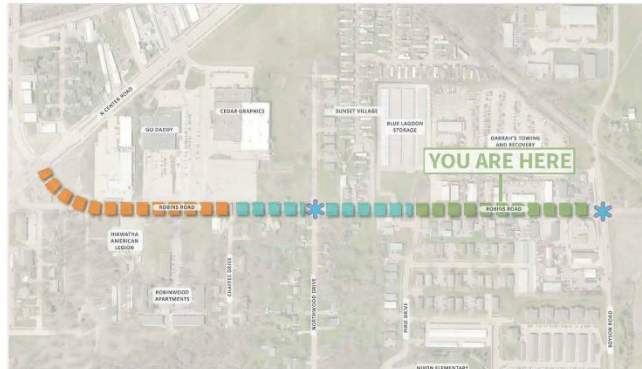 N CENTER ROAD
CEDAR GRAPHICS
GO DADDY
SUNSET VILLAGE
BLUE LAGOON
STORAGE
DARRAH'S TOWING
AND RECOVERY
YOU ARE HERE
ROBINS ROAD
ROBINS ROAD
HIAWATHA
AMERICAN
LEGION
ROBINWOOD
APARTMENTS
CHAFFEE DRIVE
NORTHWOOD DRIVE
PIRIE DRIVE
BOYSON ROAD
NIXON ELEMENTARY